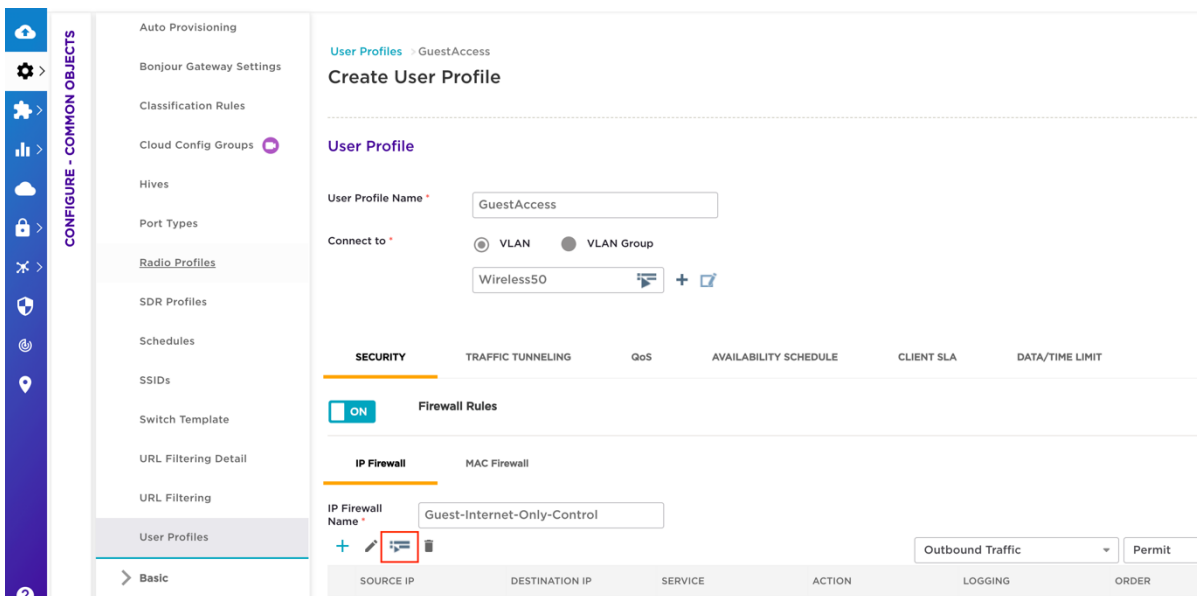 CONFIGURE - COMMON OBJECTS
Auto Provisioning
Bonjour Gateway Settings
Classification Rules
Cloud Config Groups
Hives
Port Types
Radio Profiles
SDR Profiles
Schedules
SSIDs
Switch Template
URL Filtering Detail
URL Filtering
User Profiles
Basic
User Profiles > GuestAccess
Create User Profile
User Profile
User Profile Name *
GuestAccess
Connect to *
VLAN VLAN Group
Wireless50
SECURITY TRAFFIC TUNNELING QoS AVAILABILITY SCHEDULE CLIENT SLA DATA/TIME LIMIT
ON Firewall Rules
IP Firewall MAC Firewall
IP Firewall
Name *
Guest-Internet-Only-Control
Outbound Traffic Permit
SOURCE IP DESTINATION IP SERVICE ACTION LOGGING ORDER